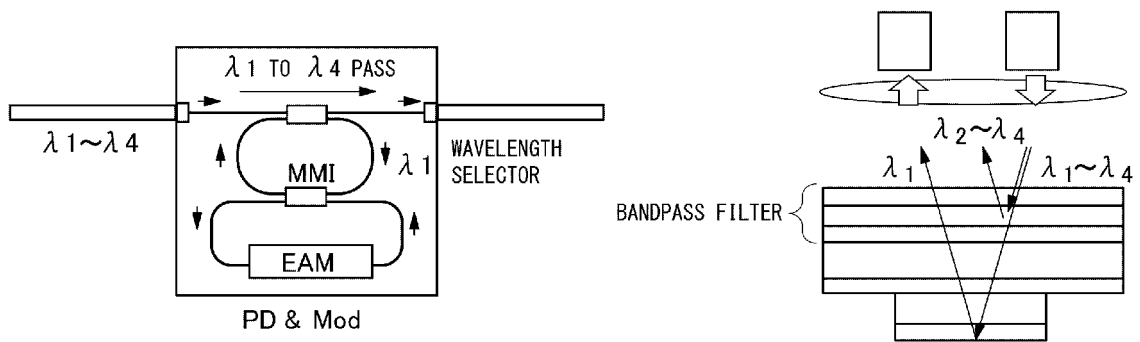 λ1 TO λ4 PASS
λ1~λ4
MMI
λ1
WAVELENGTH
SELECTOR
EAM
PD & Mod
λ2~λ4
λ1
λ1~λ4
BANDPASS FILTER